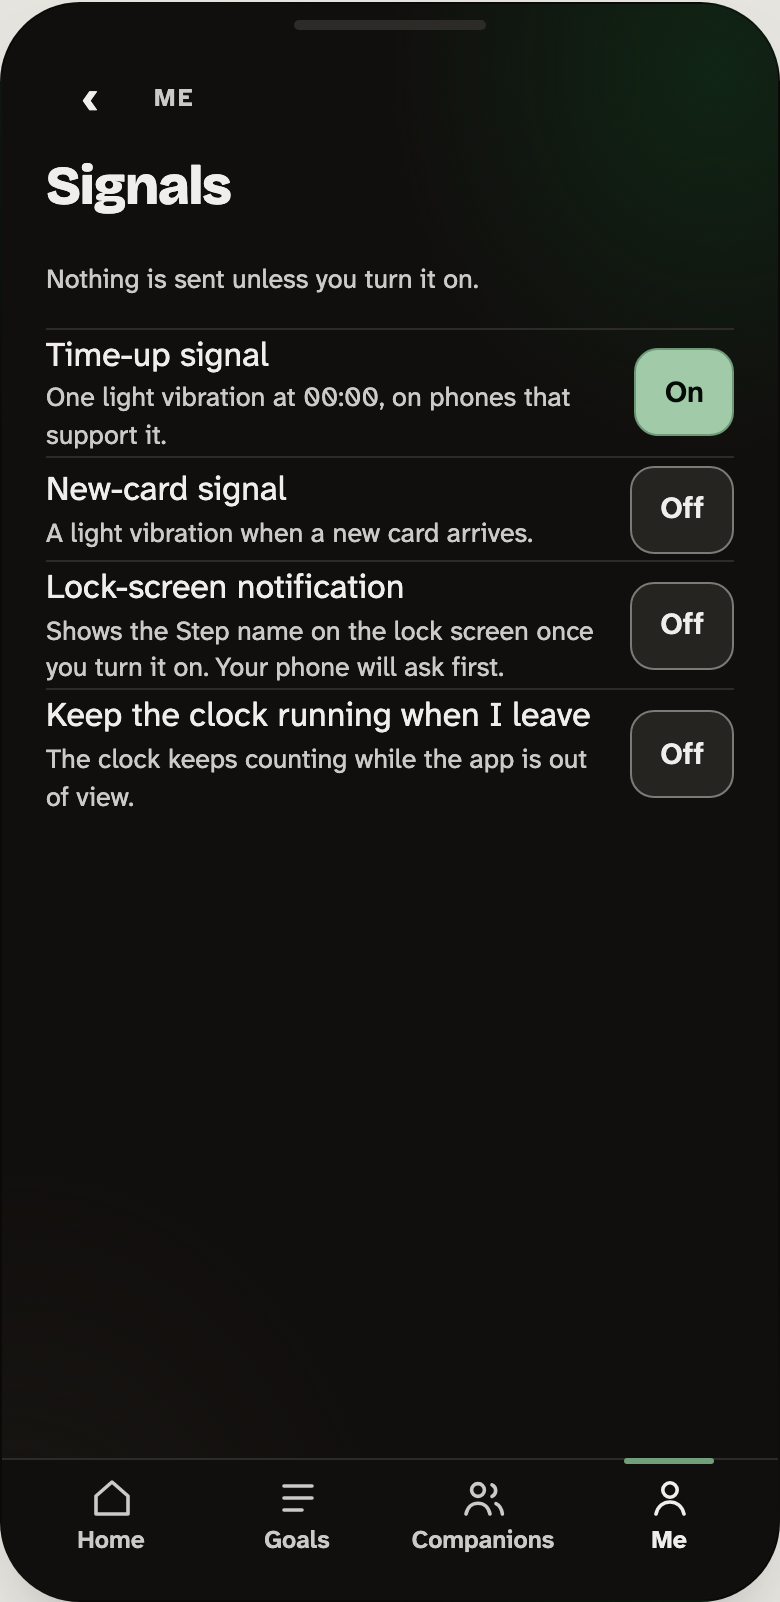 ME
Signals
Nothing is sent unless you turn it on.
Time-up signal
One light vibration at 00:00, on phones that
support it.
On
New-card signal
A light vibration when a new card arrives.
Off
Lock-screen notification
Shows the Step name on the lock screen once
you turn it on. Your phone will ask first.
Off
Keep the clock running when I leave
The clock keeps counting while the app is out
of view.
Off
Home
Goals
Companions
Me